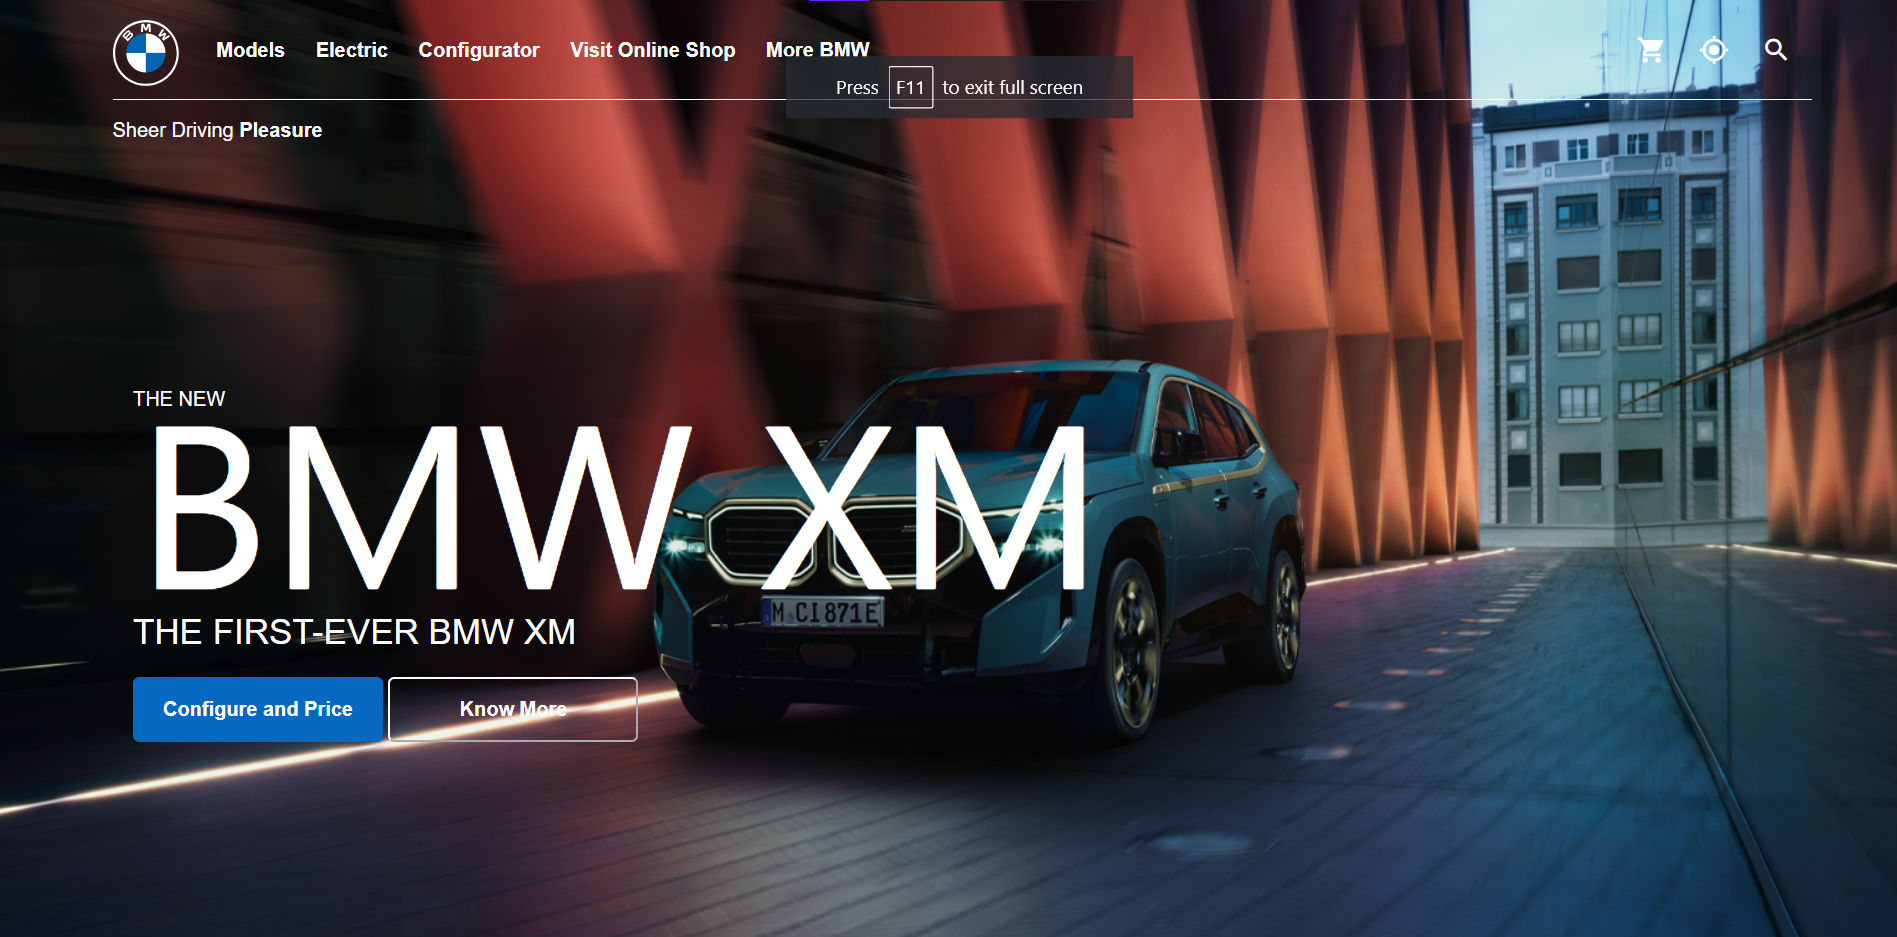 BMW
Models Electric Configurator Visit Online Shop More BMW
Press F11 to exit full screen
Sheer Driving Pleasure
THE NEW
BMW XM
M CI 871E
THE FIRST-EVER BMW XM
Configure and Price Know More